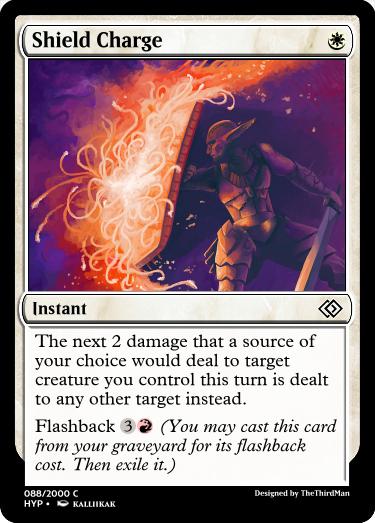 Shield Charge
Instant
The next 2 damage that a source of
your choice would deal to target
creature you control this turn is dealt
to any other target instead.
Flashback 3 (You may cast this card
from your graveyard for its flashback
cost. Then exile it.)
088/2000 C
HYP • KALLIIKAK
Designed by TheThirdMan